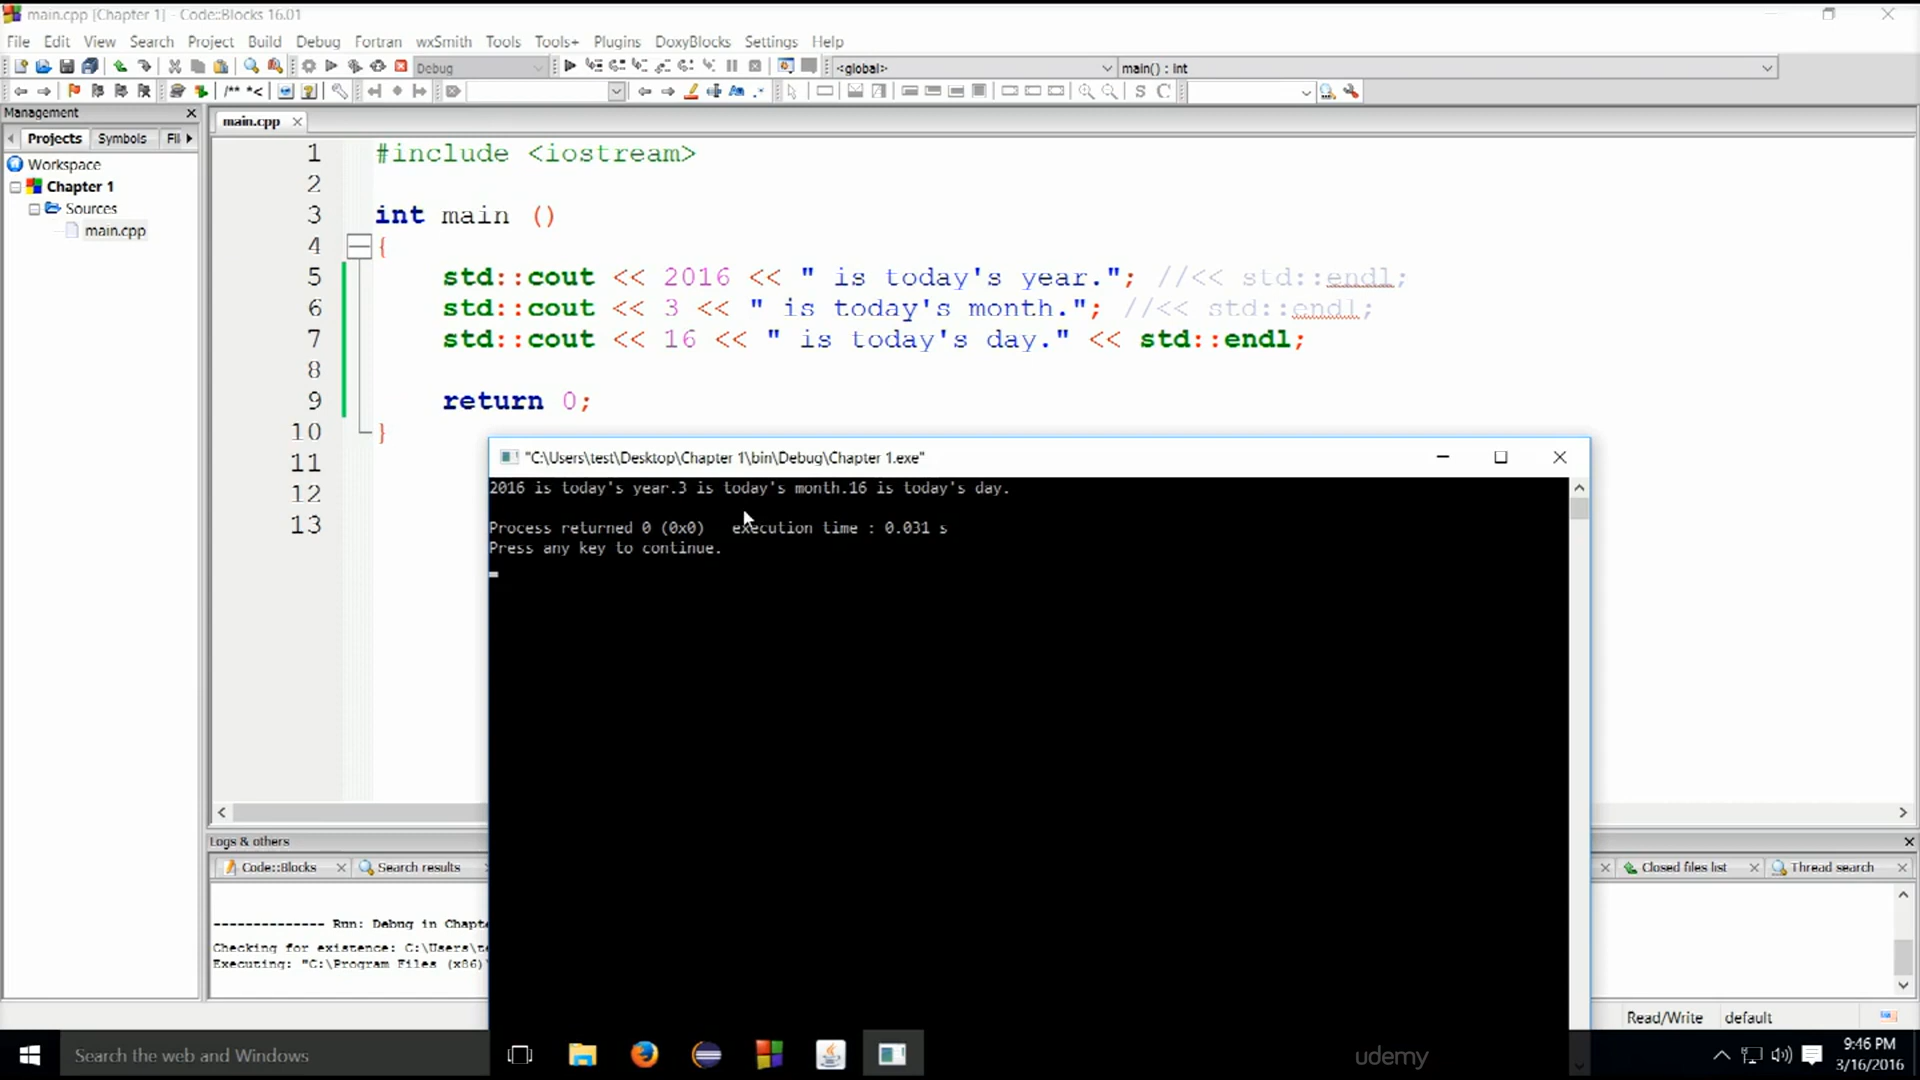 main.cpp [Chapter 1] - Code::Blocks 16.01
File Edit View Search Project Build Debug Fortran wxSmith Tools Tools+ Plugins DoxyBlocks Settings Help
Debug <global> main() : int
/** *<
S C
Management
main.cpp
Projects Symbols Fil
Workspace
Chapter 1
Sources
main.cpp
1 #include <iostream>
2
3 int main ()
4 {
5 std::cout << 2016 << " is today's year."; //<< std::endl;
6 std::cout << 3 << " is today's month."; //<< std::endl;
7 std::cout << 16 << " is today's day." << std::endl;
8
9 return 0;
10 }
11
12
13
"C:\Users\test\Desktop\Chapter 1\bin\Debug\Chapter 1.exe"
2016 is today's year.3 is today's month.16 is today's day.
Process returned 0 (0x0) execution time : 0.031 s
Press any key to continue.
Logs & others
Code::Blocks Search results Closed files list Thread search
-------------- Run: Debug in Chapte
Checking for existence: C:\Users\te
Executing: "C:\Program Files (x86)\
Read/Write default
Search the web and Windows
udemy
9:46 PM
3/16/2016